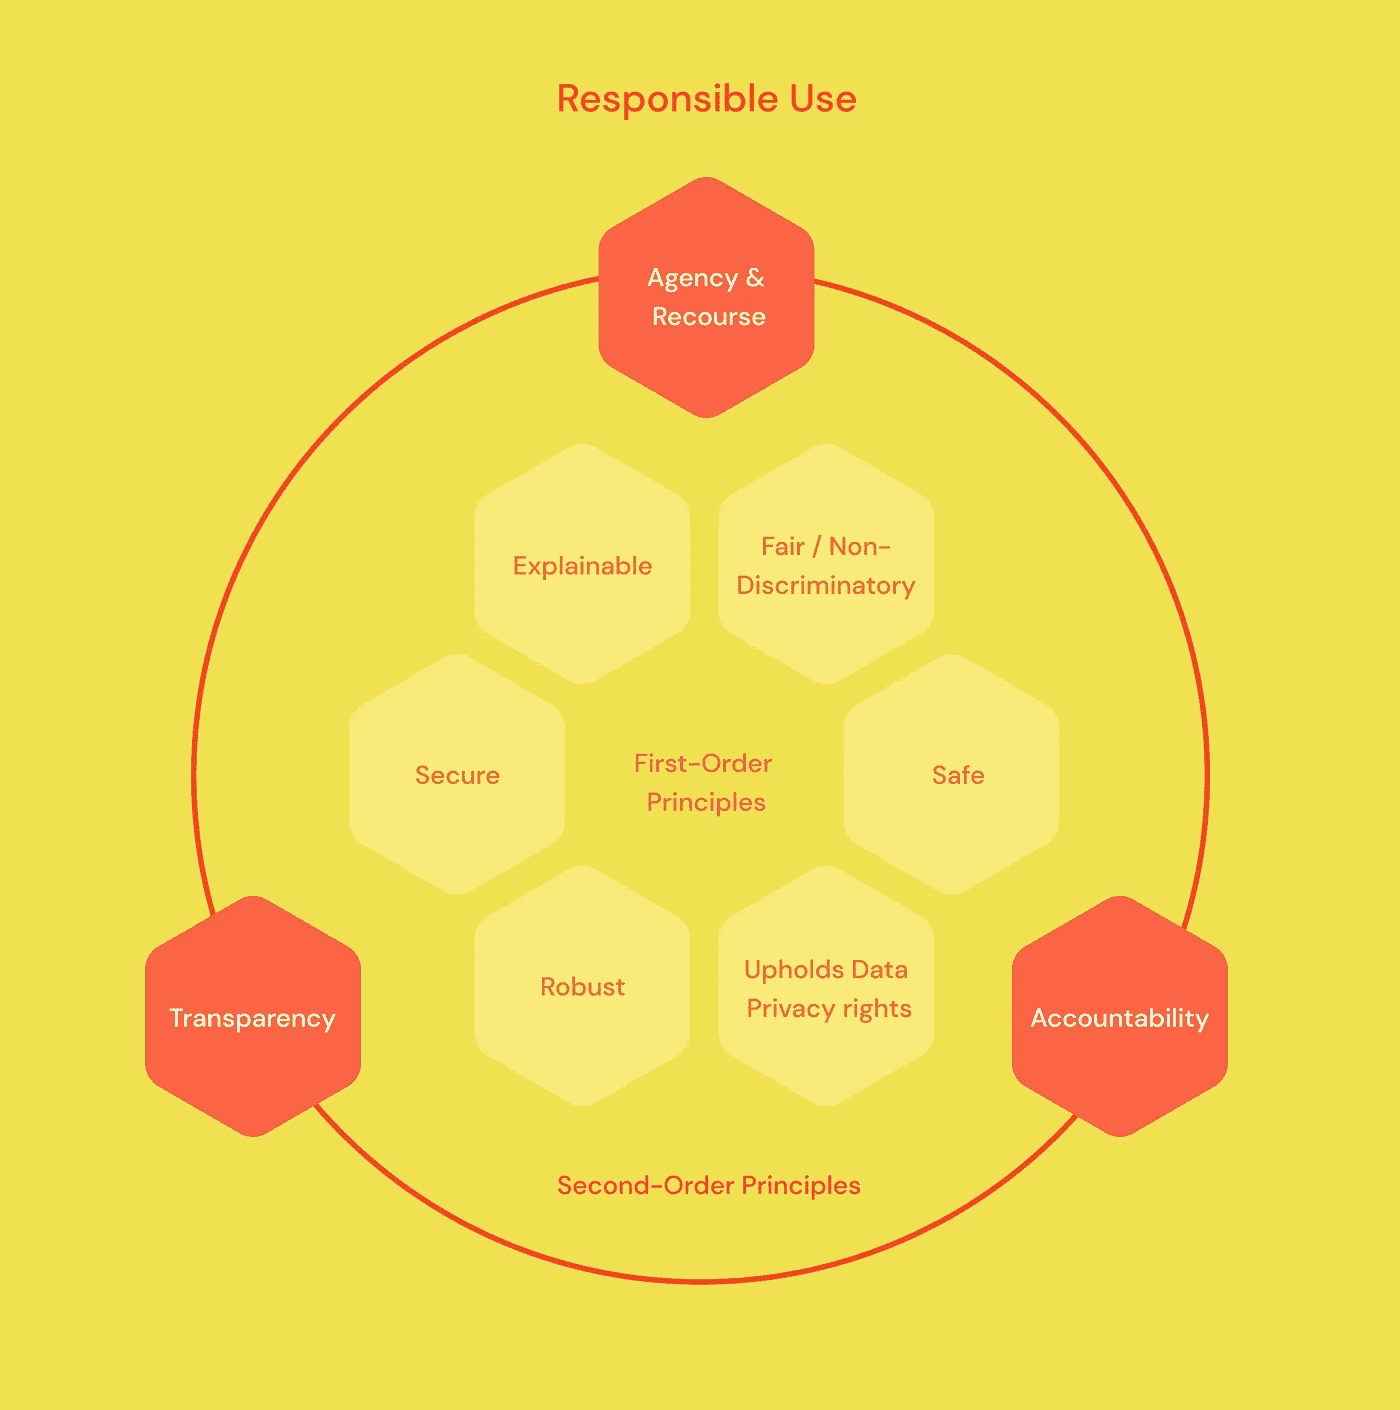 Responsible Use
Agency &
Recourse
Explainable
Fair / Non-
Discriminatory
Secure
First-Order
Principles
Safe
Robust
Upholds Data
Privacy rights
Transparency
Accountability
Second-Order Principles